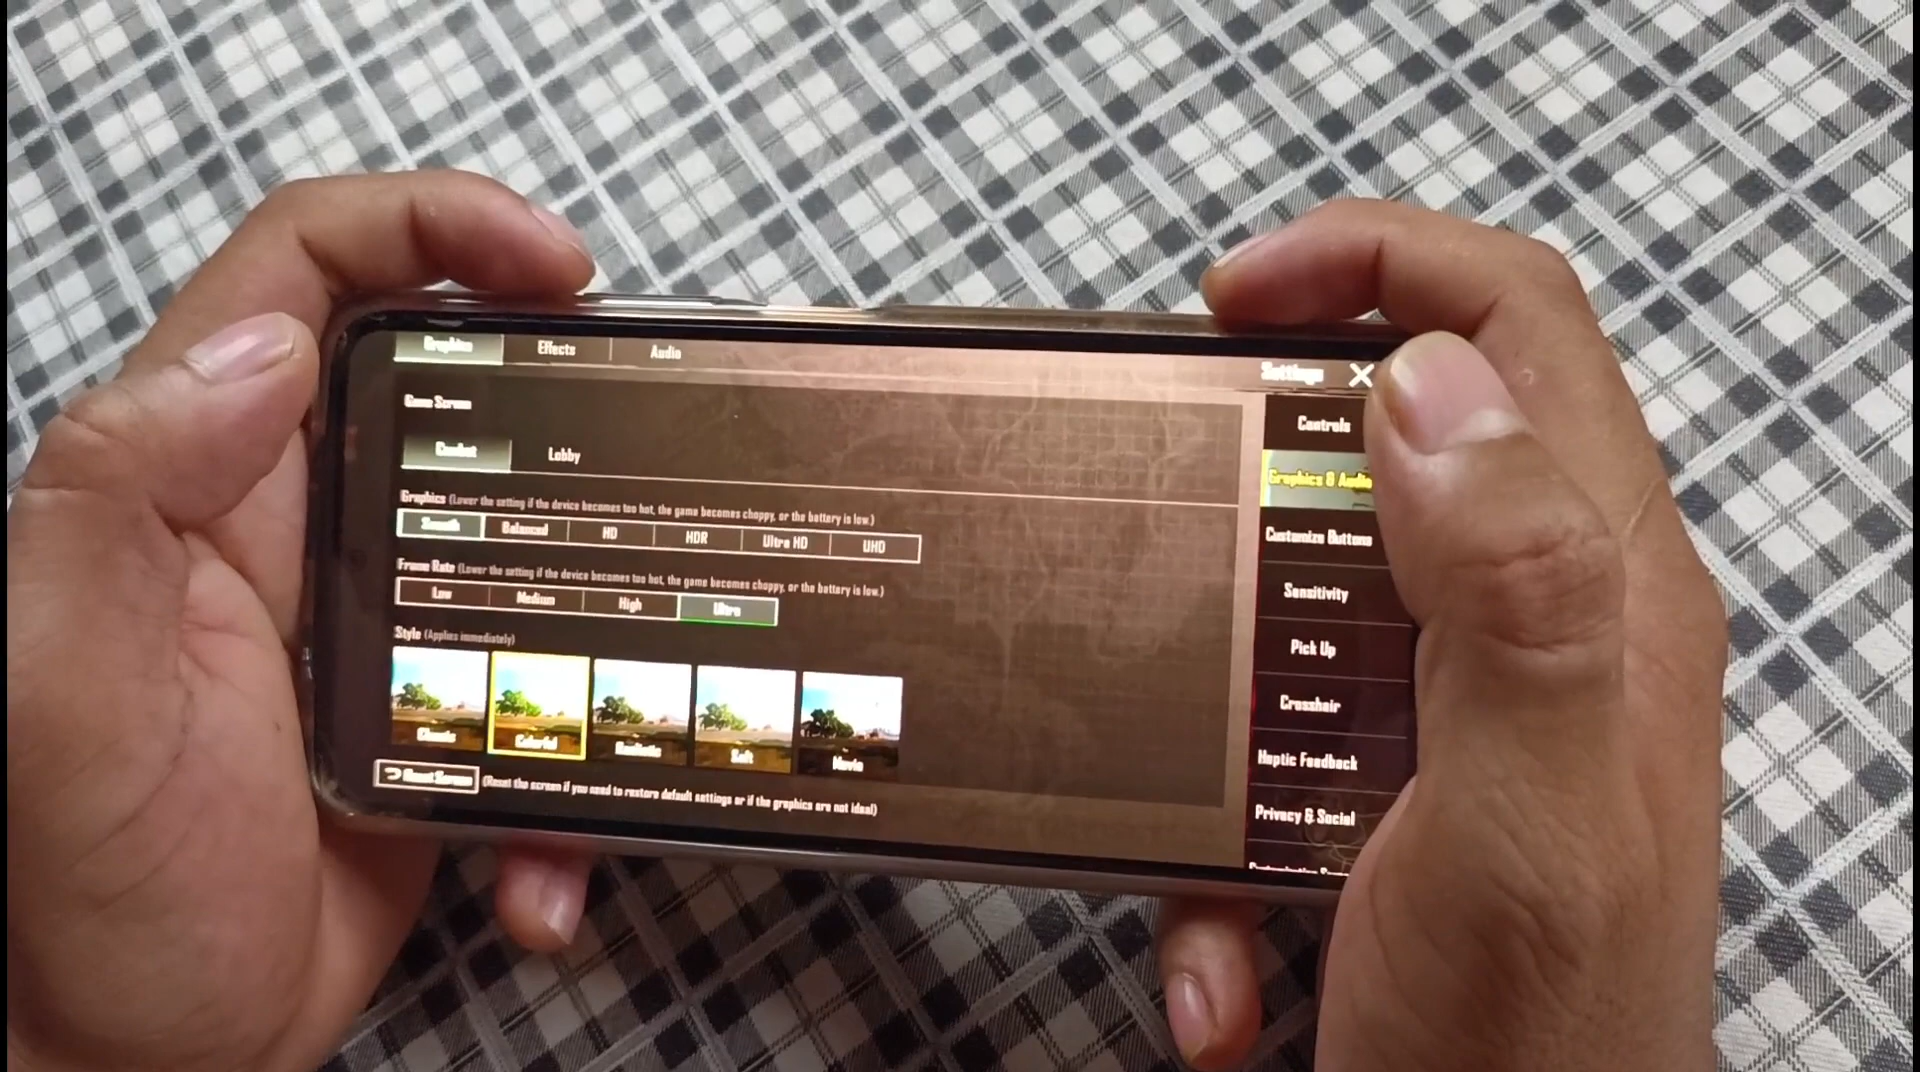 Graphics Effects Audio
Settings
Game Screen
Combat Lobby
Graphics (Lower the setting if the device becomes too hot, the game becomes choppy, or the battery is low.)
Smooth Balanced HD HDR Ultra HD UHD
Frame Rate (Lower the setting if the device becomes too hot, the game becomes choppy, or the battery is low.)
Low Medium High Ultra
Style (Applies immediately)
Classic Colorful Realistic Soft Movie
Reset Screen (Reset the screen if you need to restore default settings or if the graphics are not ideal)
Controls
Graphics & Audio
Customize Buttons
Sensitivity
Pick Up
Crosshair
Haptic Feedback
Privacy & Social